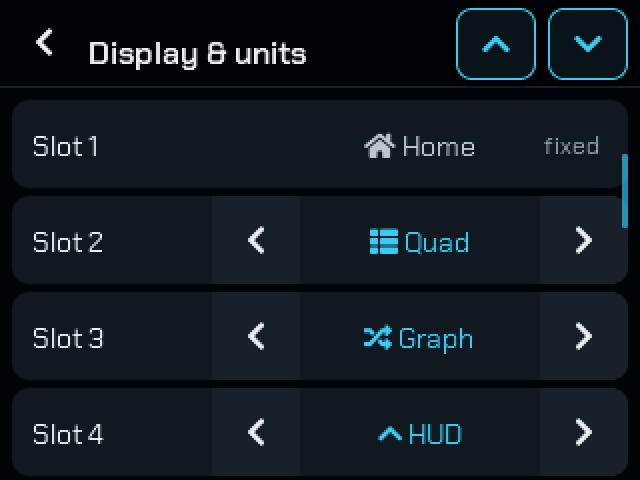 Display & units
Slot 1 Home fixed
Slot 2 Quad
Slot 3 Graph
Slot 4 HUD